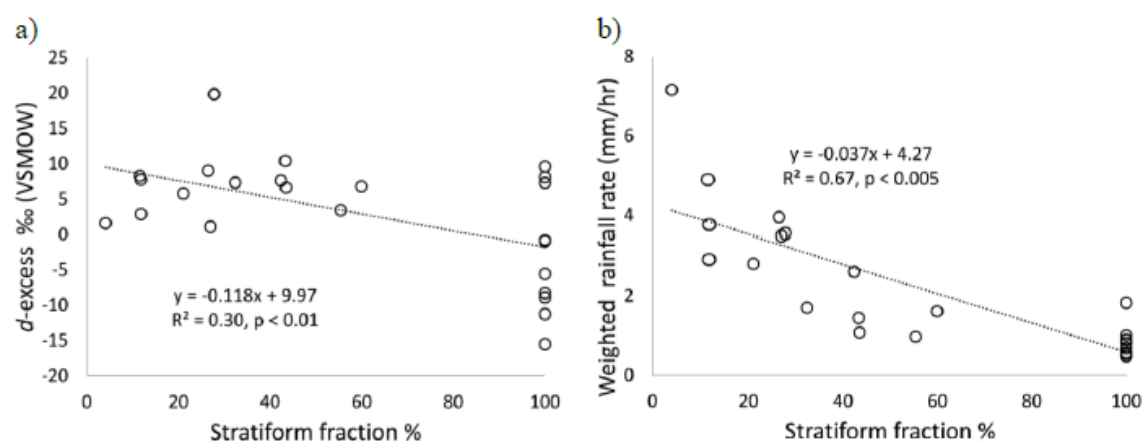 a)
25
20
15
10
5
0
-5
-10
-15
-20
d-excess ‰ (VSMOW)
y = -0.118x + 9.97
R² = 0.30, p < 0.01
0 20 40 60 80 100
Stratiform fraction %
b)
8
6
4
2
0
Weighted rainfall rate (mm/hr)
y = -0.037x + 4.27
R² = 0.67, p < 0.005
0 20 40 60 80 100
Stratiform fraction %